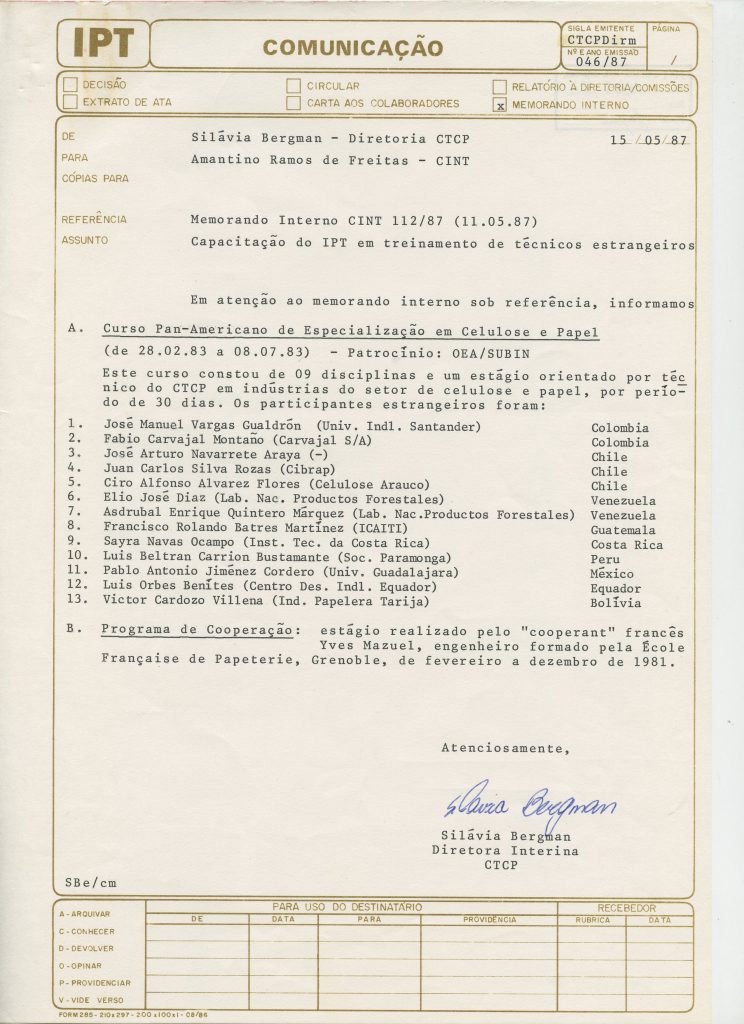 IPT
COMUNICAÇÃO
SIGLA EMITENTE
CTCPDirm
Nº E ANO EMISSÃO
046/87
PÁGINA
/
DECISÃO
EXTRATO DE ATA
CIRCULAR
CARTA AOS COLABORADORES
RELATÓRIO À DIRETORIA/COMISSÕES
x MEMORANDO INTERNO
DE Silávia Bergman - Diretoria CTCP 15/05/87
PARA Amantino Ramos de Freitas - CINT
CÓPIAS PARA
REFERÊNCIA Memorando Interno CINT 112/87 (11.05.87)
ASSUNTO Capacitação do IPT em treinamento de técnicos estrangeiros
Em atenção ao memorando interno sob referência, informamos
A. Curso Pan-Americano de Especialização em Celulose e Papel
(de 28.02.83 a 08.07.83) - Patrocínio: OEA/SUBIN
Este curso constou de 09 disciplinas e um estágio orientado por téc
nico do CTCP em indústrias do setor de celulose e papel, por perío-
do de 30 dias. Os participantes estrangeiros foram:
1. José Manuel Vargas Gualdrón (Univ. Indl. Santander) Colombia
2. Fabio Carvajal Montaño (Carvajal S/A) Colombia
3. José Arturo Navarrete Araya (-) Chile
4. Juan Carlos Silva Rozas (Cibrap) Chile
5. Ciro Alfonso Alvarez Flores (Celulose Arauco) Chile
6. Elio José Diaz (Lab. Nac. Productos Forestales) Venezuela
7. Asdrubal Enrique Quintero Márquez (Lab. Nac.Productos Forestales) Venezuela
8. Francisco Rolando Batres Martínez (ICAITI) Guatemala
9. Sayra Navas Ocampo (Inst. Tec. da Costa Rica) Costa Rica
10. Luis Beltran Carrion Bustamante (Soc. Paramonga) Peru
11. Pablo Antonio Jiménez Cordero (Univ. Guadalajara) México
12. Luis Orbes Benítes (Centro Des. Indl. Equador) Equador
13. Victor Cardozo Villena (Ind. Papelera Tarija) Bolívia
B. Programa de Cooperação: estágio realizado pelo "cooperant" francês
Yves Mazuel, engenheiro formado pela École
Française de Papeterie, Grenoble, de fevereiro a dezembro de 1981.
Atenciosamente,
Silavia Bergman
Silávia Bergman
Diretora Interina
CTCP
SBe/cm
A - ARQUIVAR
C - CONHECER
D - DEVOLVER
O - OPINAR
P - PROVIDENCIAR
V - VIDE VERSO
PARA USO DO DESTINATÁRIO
RECEBEDOR
DE DATA PARA PROVIDÊNCIA RUBRICA DATA
FORM 285 - 210x297 - 200x100x1 - 08/86